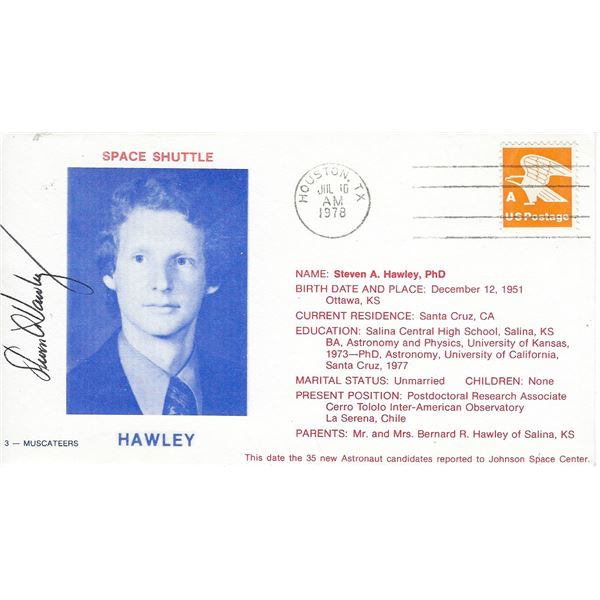 SPACE SHUTTLE
HOUSTON, TX
JUL 10
AM
1978
A
US Postage
Steven A Hawley
NAME: Steven A. Hawley, PhD
BIRTH DATE AND PLACE: December 12, 1951
Ottawa, KS
CURRENT RESIDENCE: Santa Cruz, CA
EDUCATION: Salina Central High School, Salina, KS
BA, Astronomy and Physics, University of Kansas,
1973—PhD, Astronomy, University of California,
Santa Cruz, 1977
MARITAL STATUS: Unmarried CHILDREN: None
PRESENT POSITION: Postdoctoral Research Associate
Cerro Tololo Inter-American Observatory
La Serena, Chile
PARENTS: Mr. and Mrs. Bernard R. Hawley of Salina, KS
HAWLEY
3 — MUSCATEERS
This date the 35 new Astronaut candidates reported to Johnson Space Center.